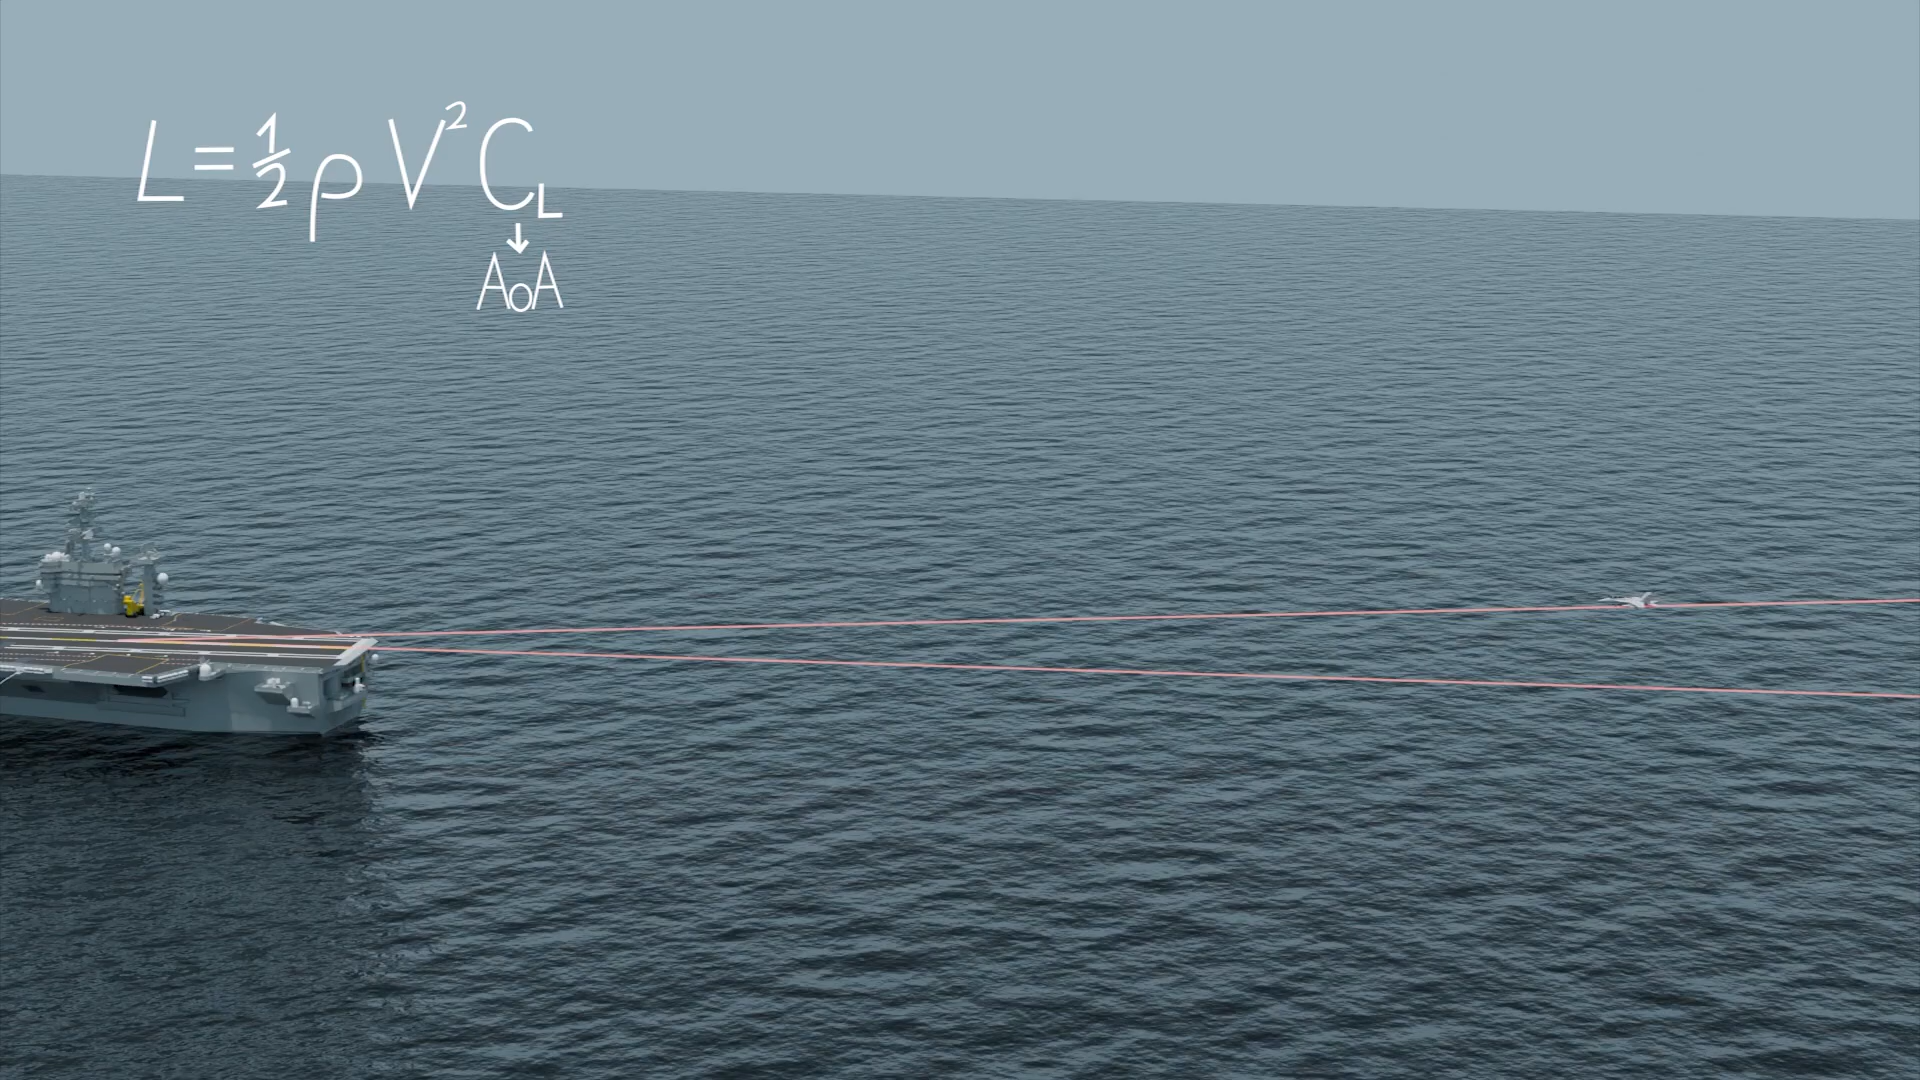 L = ½ ρ V² C_L
↓
AoA